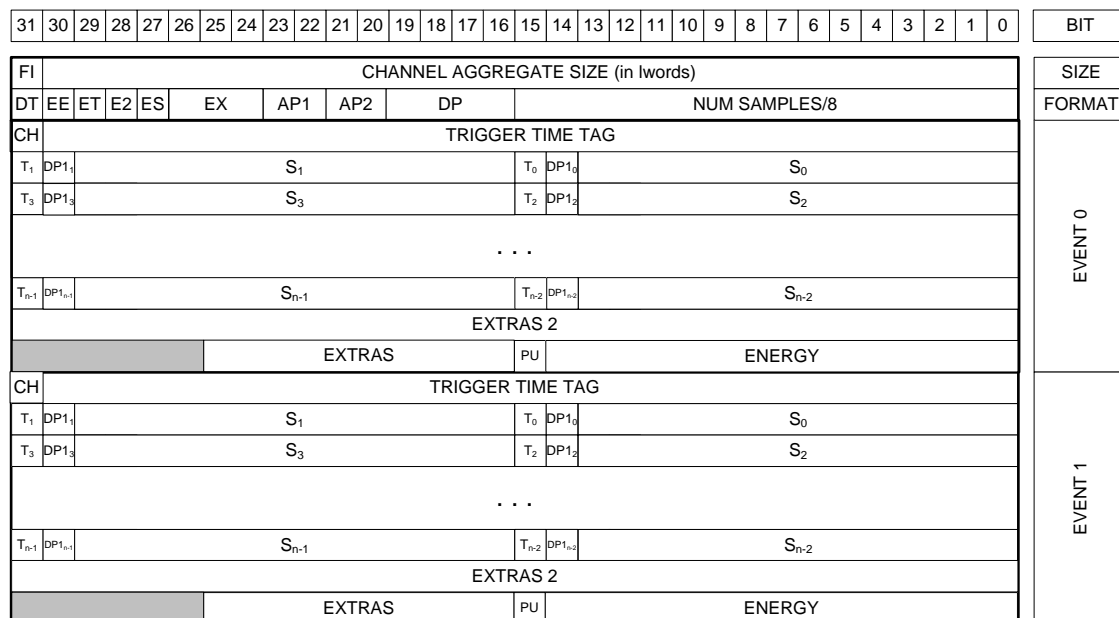 31 30 29 28 27 26 25 24 23 22 21 20 19 18 17 16 15 14 13 12 11 10 9 8 7 6 5 4 3 2 1 0 BIT
FI CHANNEL AGGREGATE SIZE (in lwords) SIZE
DT EE ET E2 ES EX AP1 AP2 DP NUM SAMPLES/8 FORMAT
CH TRIGGER TIME TAG
T₁ DP1₁ S₁ T₀ DP1₀ S₀
T₃ DP1₃ S₃ T₂ DP1₂ S₂
. . .
Tₙ₋₁ DP1ₙ₋₁ Sₙ₋₁ Tₙ₋₂ DP1ₙ₋₂ Sₙ₋₂
EXTRAS 2
EXTRAS PU ENERGY
EVENT 0
CH TRIGGER TIME TAG
T₁ DP1₁ S₁ T₀ DP1₀ S₀
T₃ DP1₃ S₃ T₂ DP1₂ S₂
. . .
Tₙ₋₁ DP1ₙ₋₁ Sₙ₋₁ Tₙ₋₂ DP1ₙ₋₂ Sₙ₋₂
EXTRAS 2
EXTRAS PU ENERGY
EVENT 1